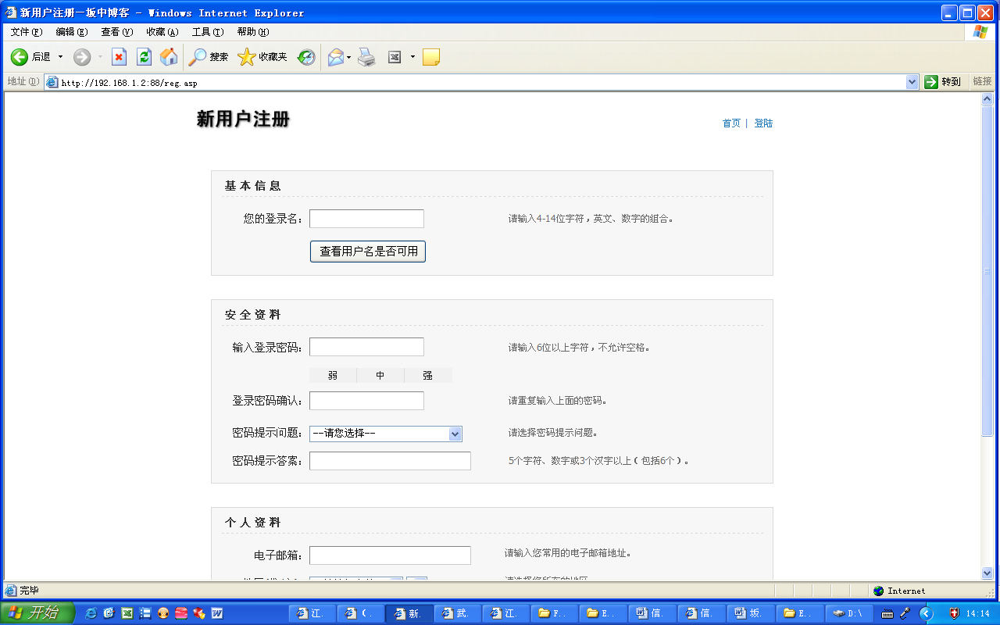 新用户注册—坂中博客 - Windows Internet Explorer
文件(F) 编辑(E) 查看(V) 收藏(A) 工具(T) 帮助(H)
后退 搜索 收藏夹
地址(D) http://192.168.1.2:88/reg.asp 转到 链接
新用户注册
首页 | 登陆
基本信息
您的登录名： 请输入4-14位字符，英文、数字的组合。
查看用户名是否可用
安全资料
输入登录密码： 请输入6位以上字符，不允许空格。
弱 中 强
登录密码确认： 请重复输入上面的密码。
密码提示问题： --请您选择-- 请选择密码提示问题。
密码提示答案： 5个字符、数字或3个汉字以上（包括6个）。
个人资料
电子邮箱： 请输入您常用的电子邮箱地址。
请选择您所在的地区
完毕 Internet
开始 江. (. 新. 武. 江. F.. E.. 信. 信. 坂. E.. D:\ 14:14